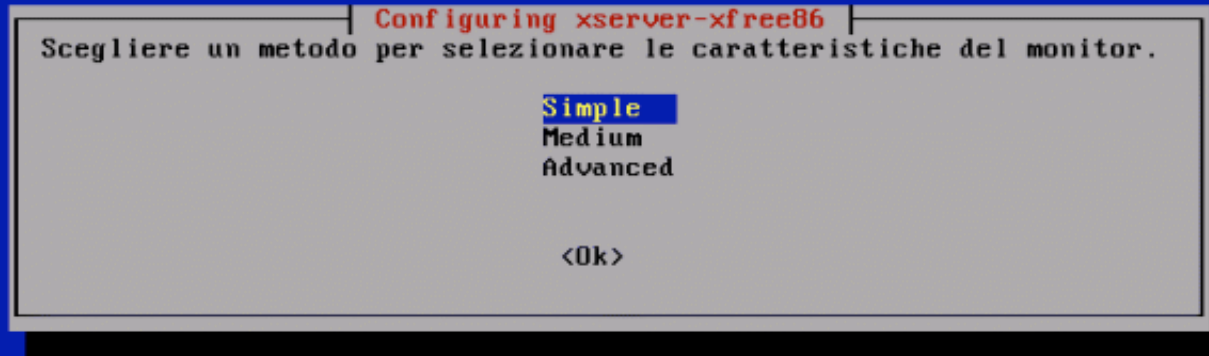 Configuring xserver-xfree86
Scegliere un metodo per selezionare le caratteristiche del monitor.
Simple
Medium
Advanced
<Ok>